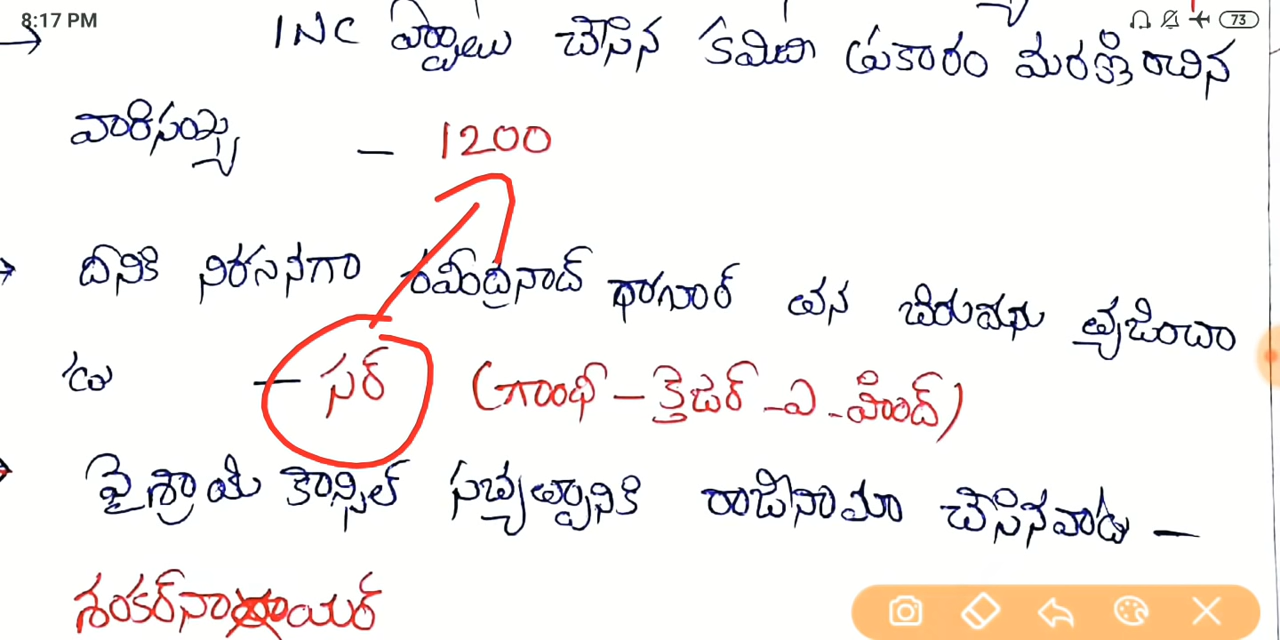 8:17 PM
73
→ INC ఏర్పాటు చేసిన కమిటి ప్రకారం మరణించిన
వారిసంఖ్య – 1200
→ దీనికి నిరసనగా రవీంద్రనాద్ ఠాగూర్ తన బిరుదును త్యజించా
డు – సర్ (గాంధీ – కైజర్ - ఎ - హింద్)
వైశ్రాయి కౌన్సిల్ సభ్యత్వానికి రాజీనామా చేసినవాడు –
శంకర్ నాయర్